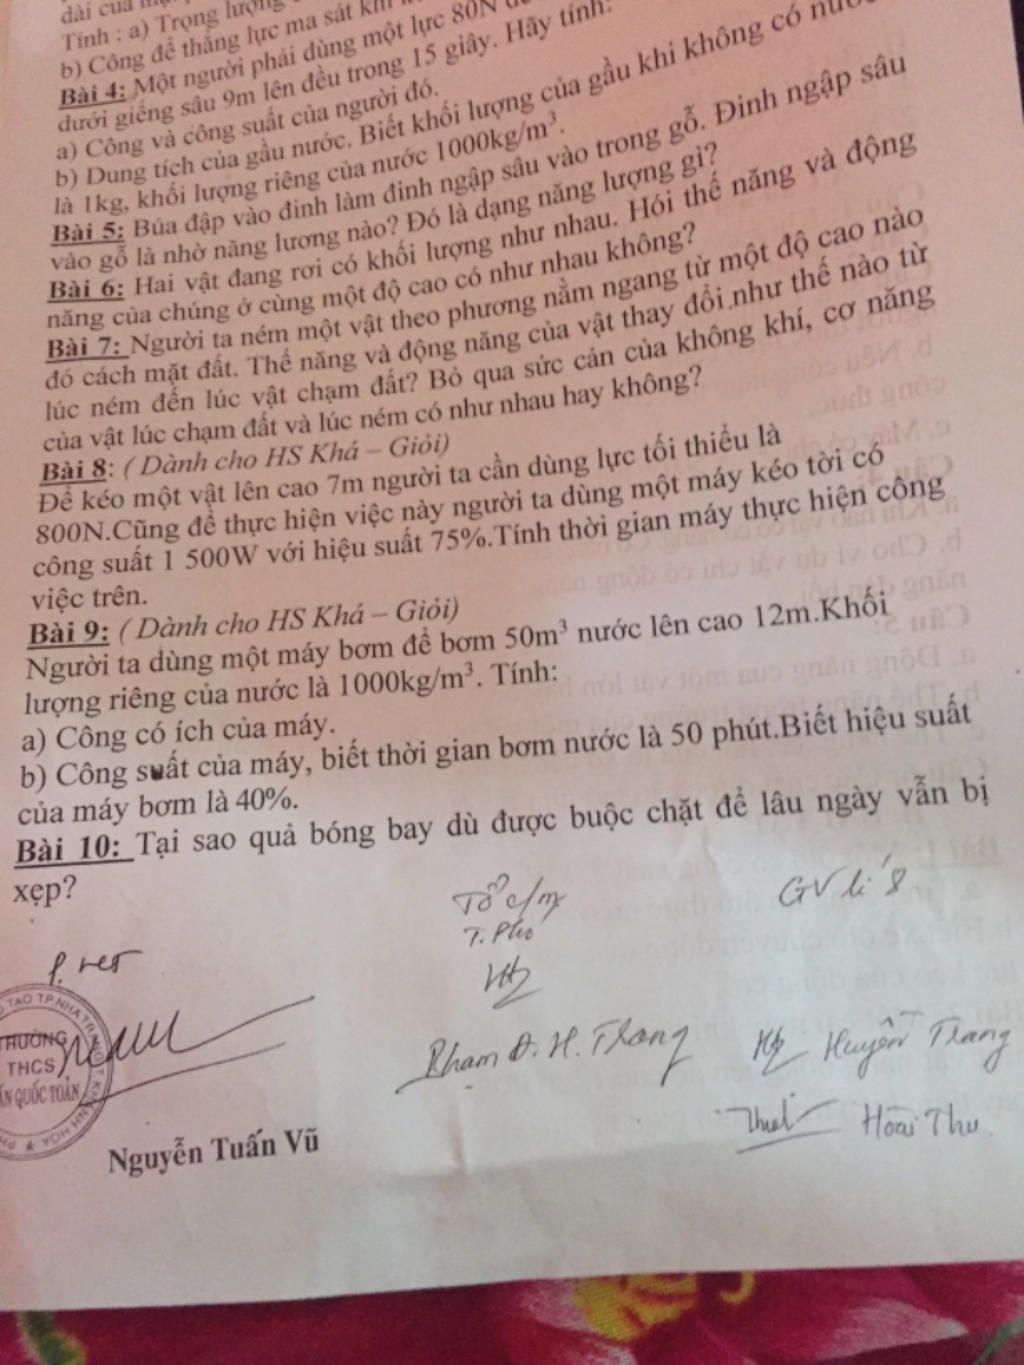 dài của
Tính : a) Trọng lượng
b) Công để thắng lực ma sát
Bài 4: Một người phải dùng một lực 80N
dưới giếng sâu 9m lên đều trong 15 giây. Hãy tính:
a) Công và công suất của người đó.
b) Dung tích của gầu nước. Biết khối lượng của gầu khi không có
là 1kg, khối lượng riêng của nước 1000kg/m³.
Bài 5: Búa đập vào đinh làm đinh ngập sâu vào trong gỗ. Đinh ngập sâu
vào gỗ là nhờ năng lương nào? Đó là dạng năng lượng gì?
Bài 6: Hai vật đang rơi có khối lượng như nhau. Hỏi thế năng và động
năng của chúng ở cùng một độ cao có như nhau không?
Bài 7: Người ta ném một vật theo phương nằm ngang từ một độ cao nào
đó cách mặt đất. Thế năng và động năng của vật thay đổi như thế nào từ
lúc ném đến lúc vật chạm đất? Bỏ qua sức cản của không khí, cơ năng
của vật lúc chạm đất và lúc ném có như nhau hay không?
Bài 8: ( Dành cho HS Khá – Giỏi)
Để kéo một vật lên cao 7m người ta cần dùng lực tối thiểu là
800N.Cũng để thực hiện việc này người ta dùng một máy kéo tời có
công suất 1 500W với hiệu suất 75%.Tính thời gian máy thực hiện công
việc trên.
Bài 9: ( Dành cho HS Khá – Giỏi)
Người ta dùng một máy bơm để bơm 50m³ nước lên cao 12m.Khối
lượng riêng của nước là 1000kg/m³. Tính:
a) Công có ích của máy.
b) Công suất của máy, biết thời gian bơm nước là 50 phút.Biết hiệu suất
của máy bơm là 40%.
Bài 10: Tại sao quả bóng bay dù được buộc chặt để lâu ngày vẫn bị
xẹp?
Tổ c/m
GV lí 8
T. Phó
TẠO TP.NHA TRANG
THCS
QUỐC TOẢN
KHÁNH HÒA
Phạm Đ. H. Trang
Huyền Trang
Hoài Thu
Nguyễn Tuấn Vũ